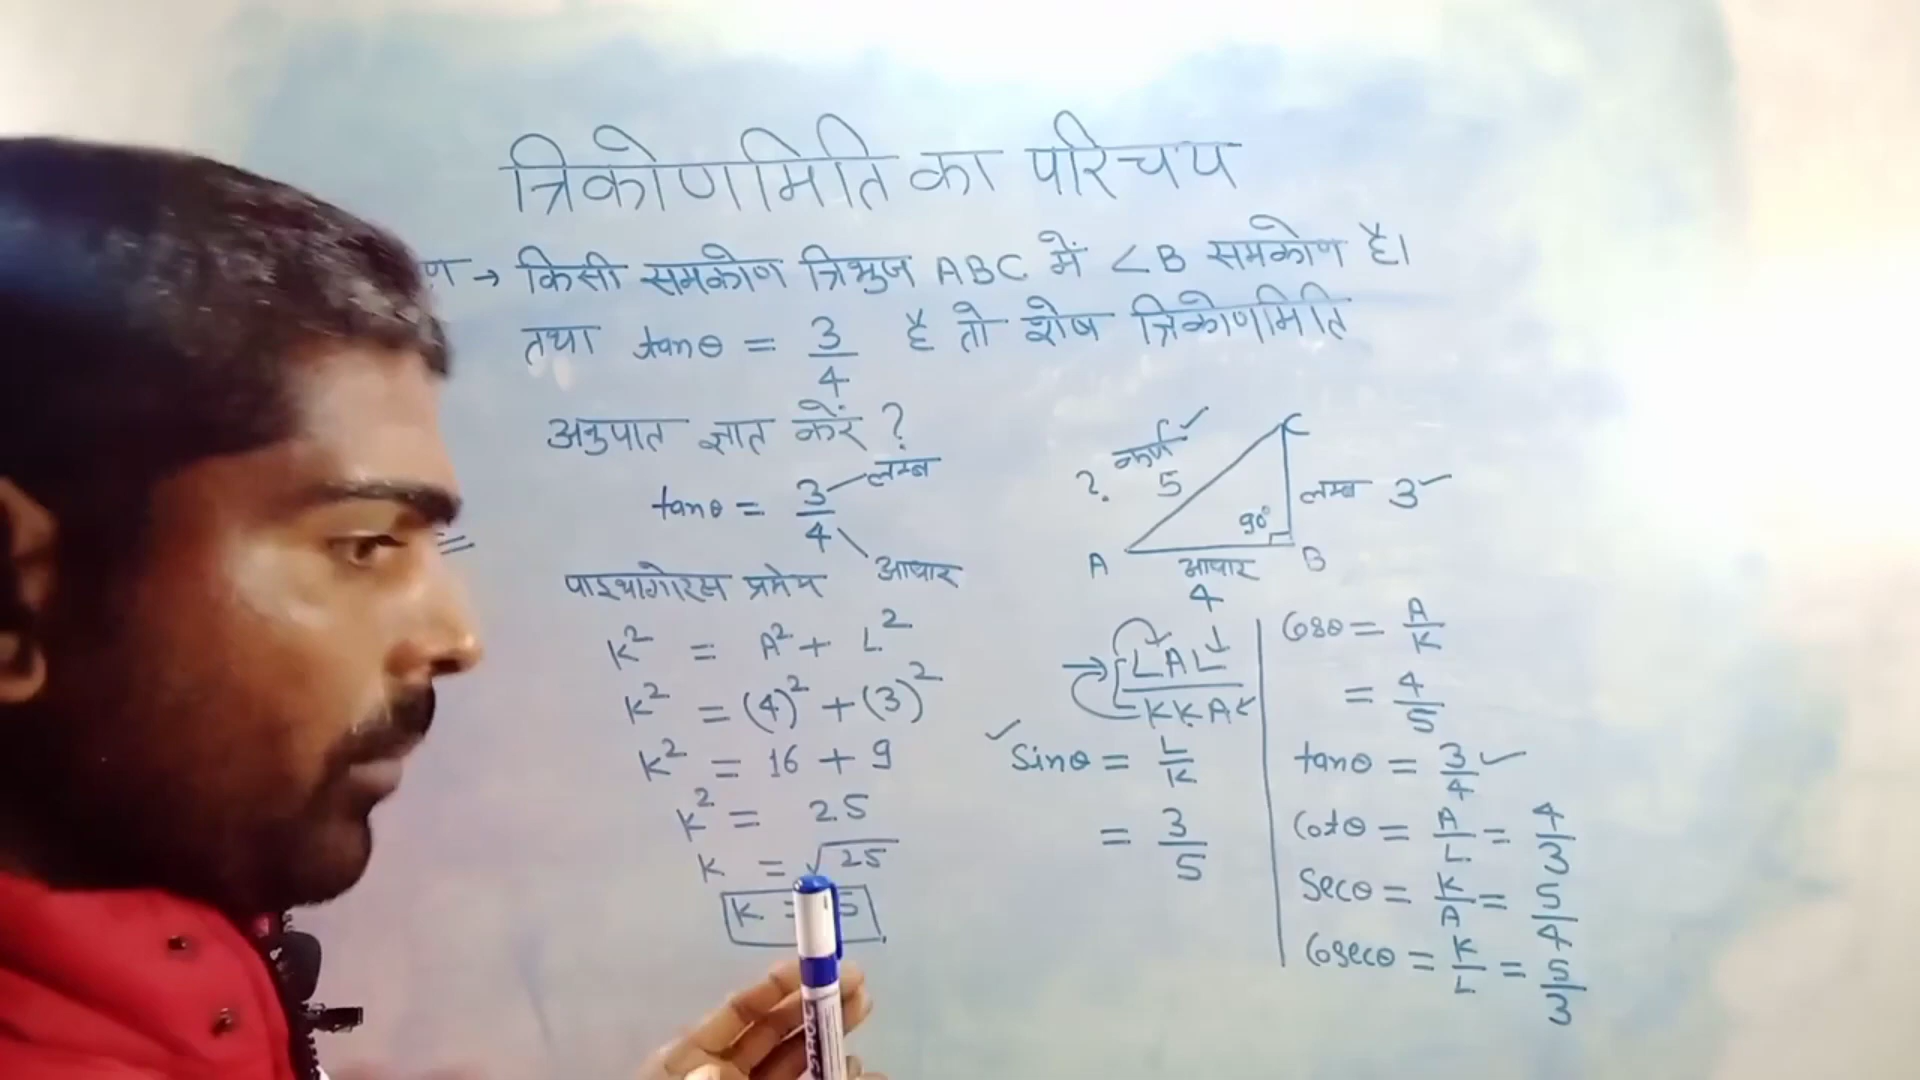 त्रिकोणमिति का परिचय
ण → किसी समकोण त्रिभुज ABC में ∠B समकोण है।
तथा tanθ = 3/4 है तो शेष त्रिकोणमिति
अनुपात ज्ञात करें ?
tanθ = 3/4 लम्ब आधार
पाइथागोरस प्रमेय
K² = A² + L²
K² = (4)² + (3)²
K² = 16 + 9
K² = 25
K = √25
K = 5
? कर्ण ✓ 5
C
लम्ब 3 ✓
90°
A B
आधार
4
LAL/KKAK
✓ Sinθ = L/K
= 3/5
Cosθ = A/K
= 4/5
tanθ = 3/4 ✓
Cotθ = A/L = 4/3
Secθ = K/A = 5/4
Cosecθ = K/L = 5/3